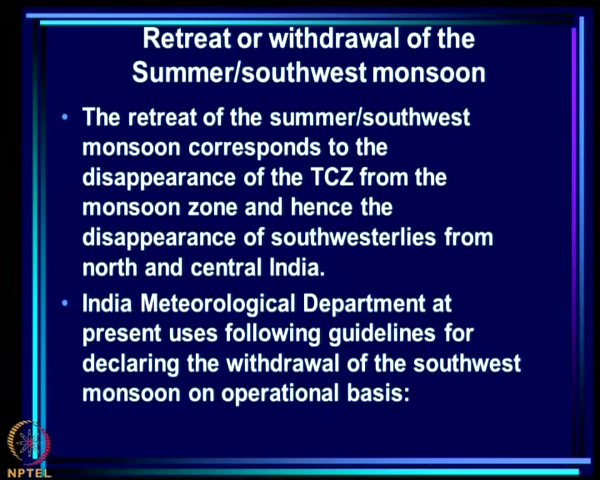 Retreat or withdrawal of the
Summer/southwest monsoon
• The retreat of the summer/southwest
monsoon corresponds to the
disappearance of the TCZ from the
monsoon zone and hence the
disappearance of southwesterlies from
north and central India.
• India Meteorological Department at
present uses following guidelines for
declaring the withdrawal of the southwest
monsoon on operational basis:
NPTEL